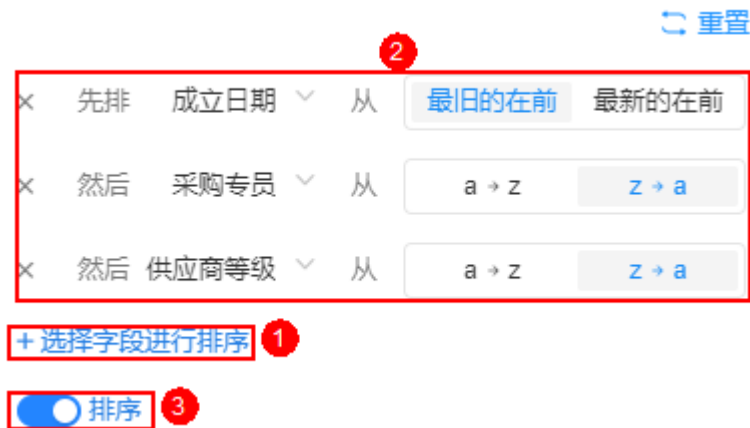 重置
2
× 先排 成立日期 从 最旧的在前 最新的在前
× 然后 采购专员 从 a → z z → a
× 然后 供应商等级 从 a → z z → a
+ 选择字段进行排序 1
排序 3